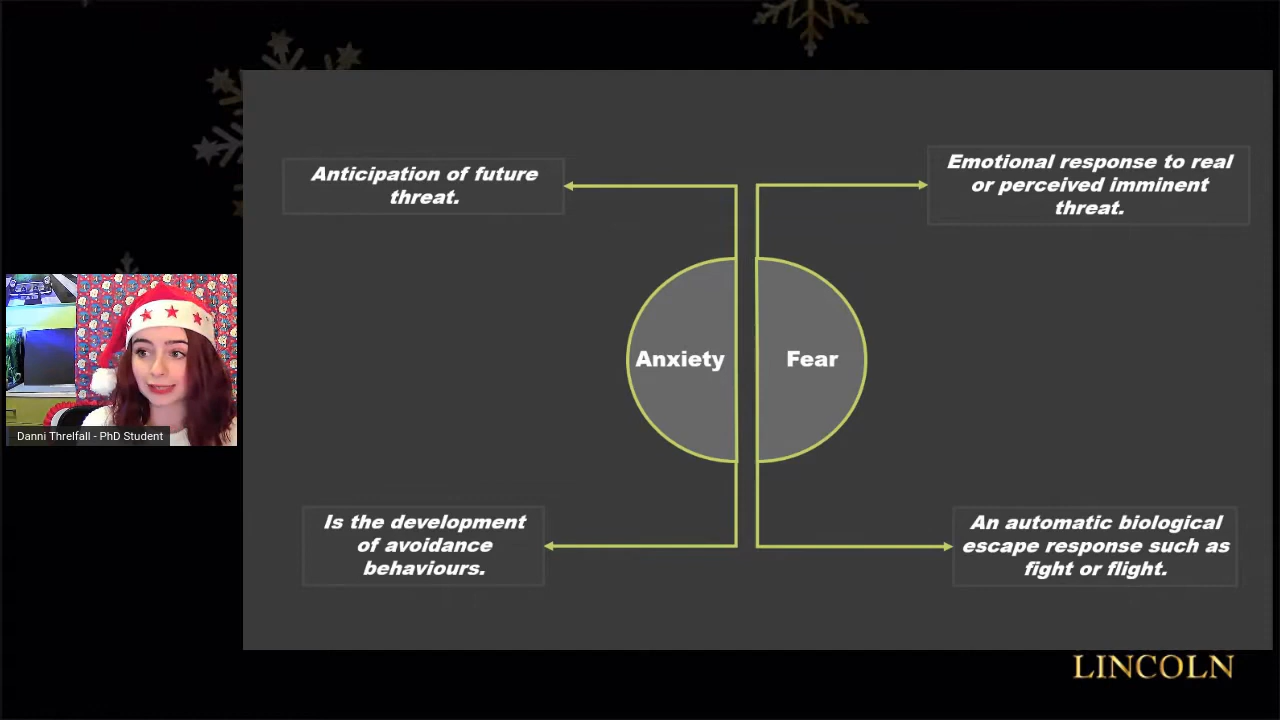 Anticipation of future
threat.
Emotional response to real
or perceived imminent
threat.
Anxiety
Fear
Danni Threlfall - PhD Student
Is the development
of avoidance
behaviours.
An automatic biological
escape response such as
fight or flight.
LINCOLN